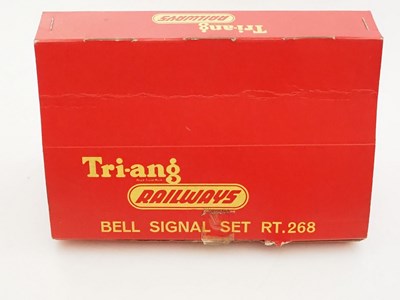 Tri-ang
RAILWAYS
Tri-ang
RAILWAYS
BELL SIGNAL SET RT.268